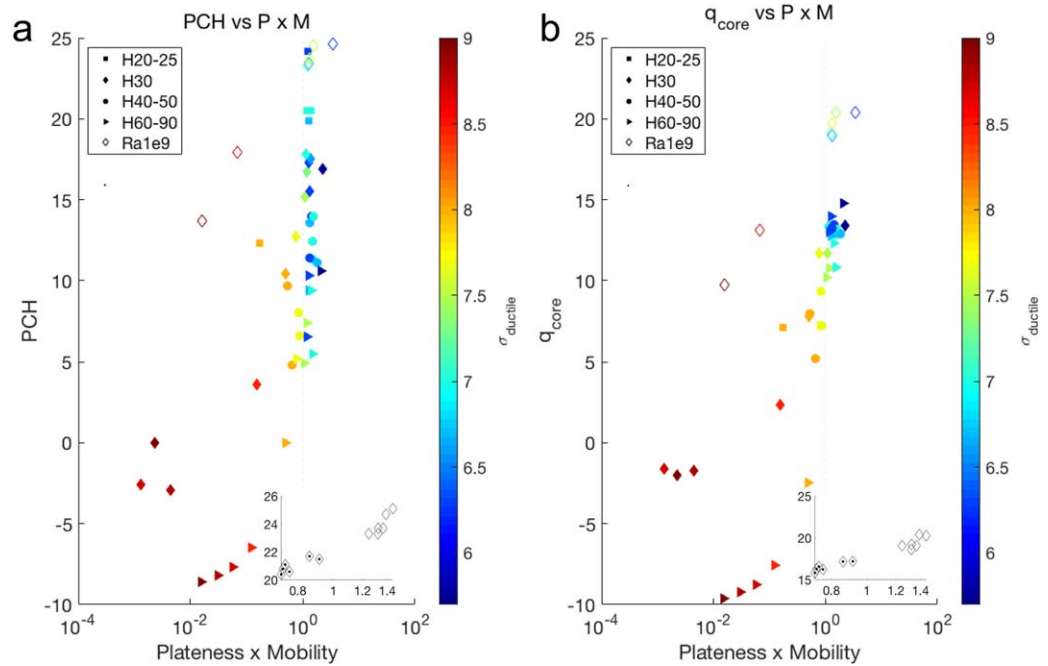 a
PCH vs P x M
25
20
15
10
5
0
-5
-10
PCH
H20-25
H30
H40-50
H60-90
Ra1e9
26
24
22
20
0.8
1
1.2
1.4
10^-4
10^-2
10^0
10^2
Plateness x Mobility
9
8.5
8
7.5
7
6.5
6
σ_ductile
b
q_core vs P x M
25
20
15
10
5
0
-5
-10
q_core
H20-25
H30
H40-50
H60-90
Ra1e9
25
20
15
0.8
1
1.2
1.4
10^-4
10^-2
10^0
10^2
Plateness x Mobility
9
8.5
8
7.5
7
6.5
6
σ_ductile